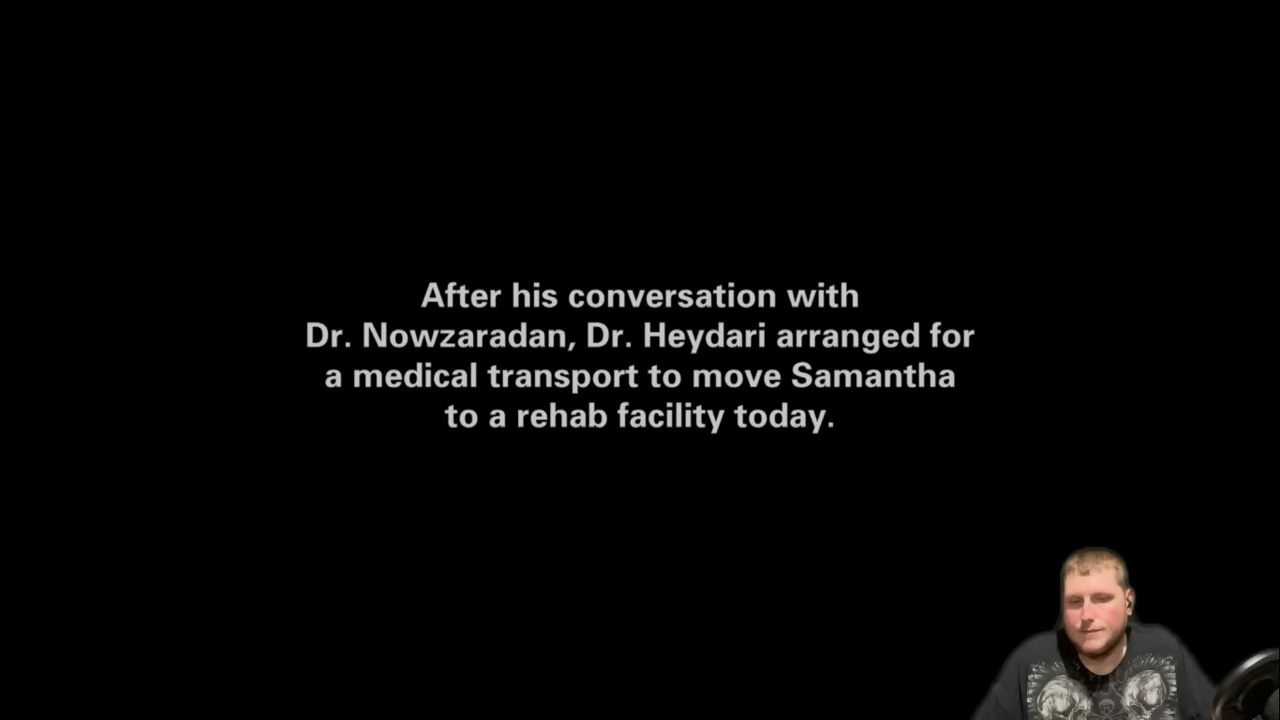 After his conversation with
Dr. Nowzaradan, Dr. Heydari arranged for
a medical transport to move Samantha
to a rehab facility today.